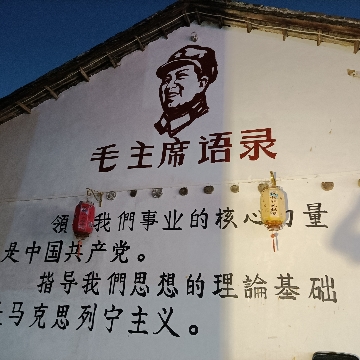 毛主席语录
領 我們事业的核心力量
是中国共产党。
指导我們思想的理論基础
是马克思列宁主义。